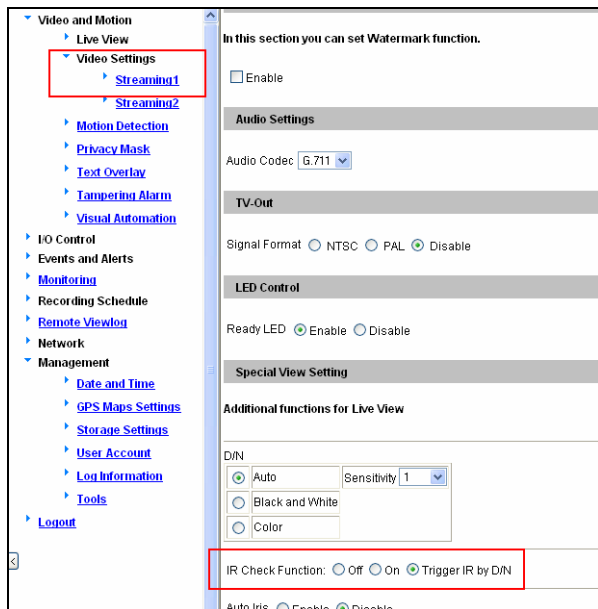 Video and Motion
Live View
Video Settings
Streaming1
Streaming2
Motion Detection
Privacy Mask
Text Overlay
Tampering Alarm
Visual Automation
I/O Control
Events and Alerts
Monitoring
Recording Schedule
Remote Viewlog
Network
Management
Date and Time
GPS Maps Settings
Storage Settings
User Account
Log Information
Tools
Logout
In this section you can set Watermark function.
Enable
Audio Settings
Audio Codec G.711
TV-Out
Signal Format NTSC PAL Disable
LED Control
Ready LED Enable Disable
Special View Setting
Additional functions for Live View
D/N
Auto Sensitivity 1
Black and White
Color
IR Check Function: Off On Trigger IR by D/N
Auto Iris Enable Disable